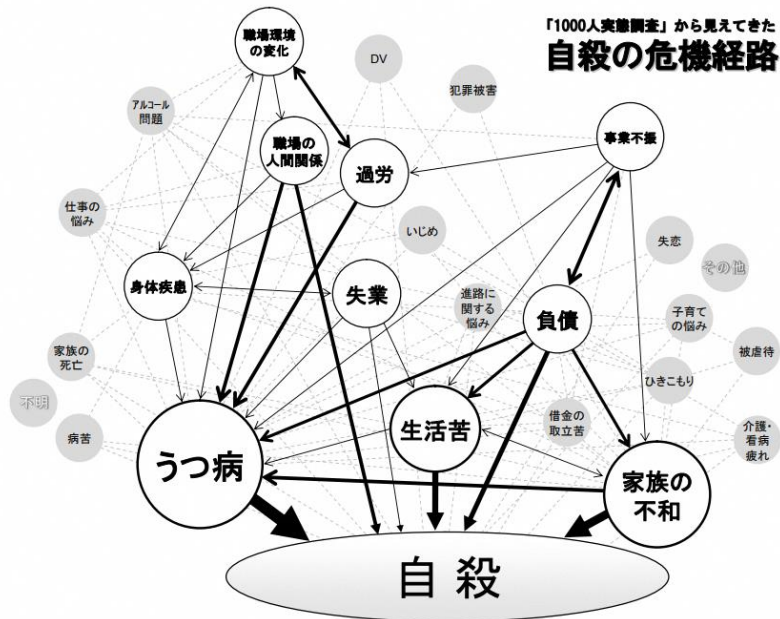 「1000人実態調査」から見えてきた
自殺の危機経路
職場環境
の変化
DV
犯罪被害
アルコール
問題
職場の
人間関係
過労
事業不振
仕事の
悩み
いじめ
失恋
その他
身体疾患
失業
進路に
関する
悩み
負債
子育て
の悩み
家族の
死亡
被虐待
ひきこもり
不明
病苦
うつ病
生活苦
借金の
取立苦
介護・
看病
疲れ
家族の
不和
自殺